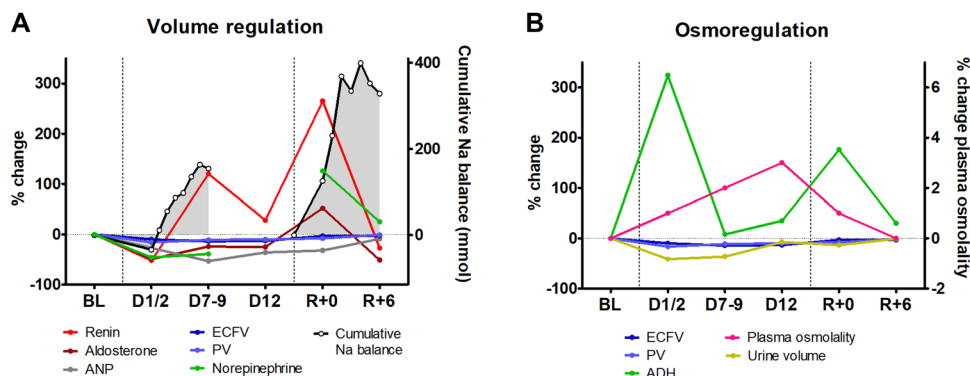 A
Volume regulation
% change
300
200
100
0
-100
400
200
0
Cumulative Na balance (mmol)
BL D1/2 D7-9 D12 R+0 R+6
Renin
Aldosterone
ANP
ECFV
PV
Norepinephrine
Cumulative
Na balance
B
Osmoregulation
% change
300
200
100
0
-100
6
4
2
0
-2
% change plasma osmolality
BL D1/2 D7-9 D12 R+0 R+6
ECFV
PV
ADH
Plasma osmolality
Urine volume